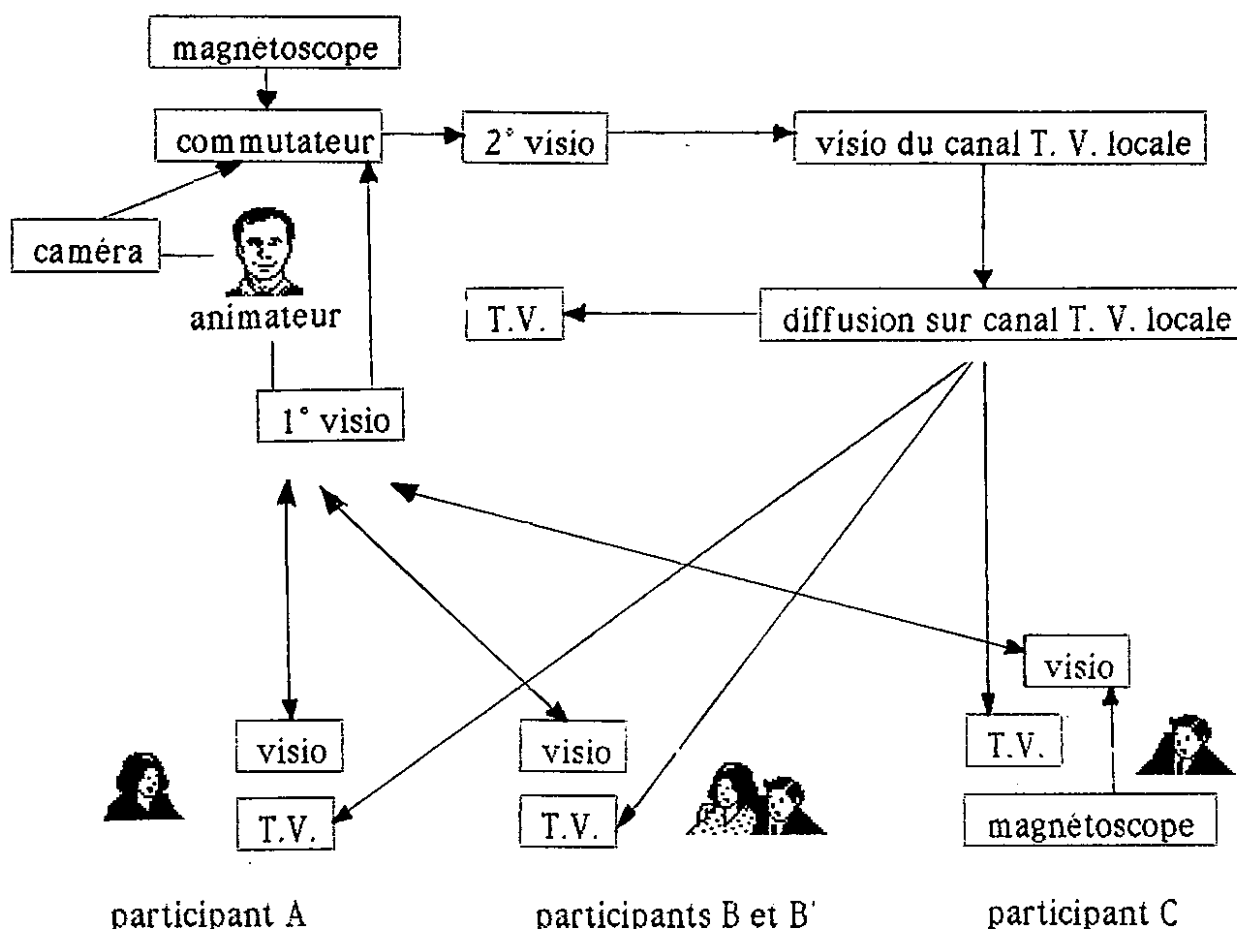 magnétoscope
commutateur
2° visio
visio du canal T. V. locale
caméra
animateur
T.V.
diffusion sur canal T. V. locale
1° visio
visio
visio
visio
T.V.
T.V.
T.V.
magnétoscope
participant A
participants B et B'
participant C